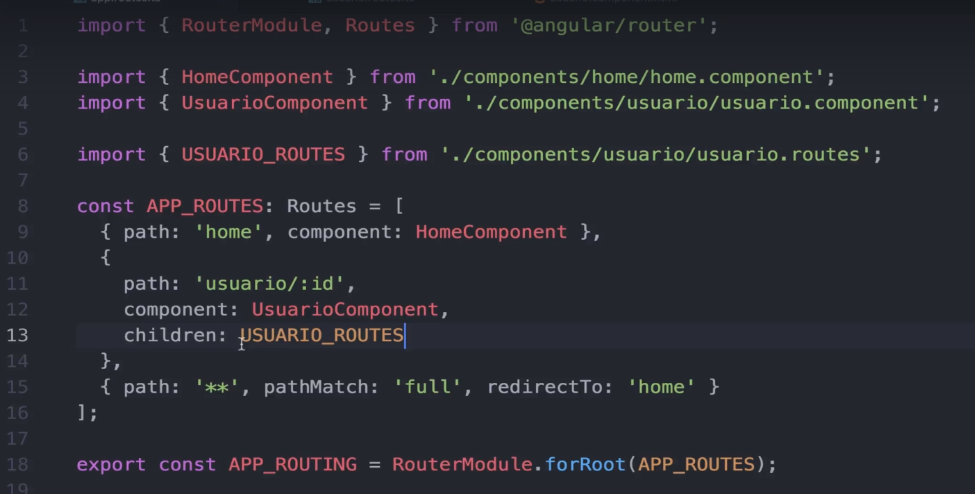 1 import { RouterModule, Routes } from '@angular/router';
2
3 import { HomeComponent } from './components/home/home.component';
4 import { UsuarioComponent } from './components/usuario/usuario.component';
5
6 import { USUARIO_ROUTES } from './components/usuario/usuario.routes';
7
8 const APP_ROUTES: Routes = [
9 { path: 'home', component: HomeComponent },
10 {
11 path: 'usuario/:id',
12 component: UsuarioComponent,
13 children: USUARIO_ROUTES
14 },
15 { path: '**', pathMatch: 'full', redirectTo: 'home' }
16 ];
17
18 export const APP_ROUTING = RouterModule.forRoot(APP_ROUTES);
19